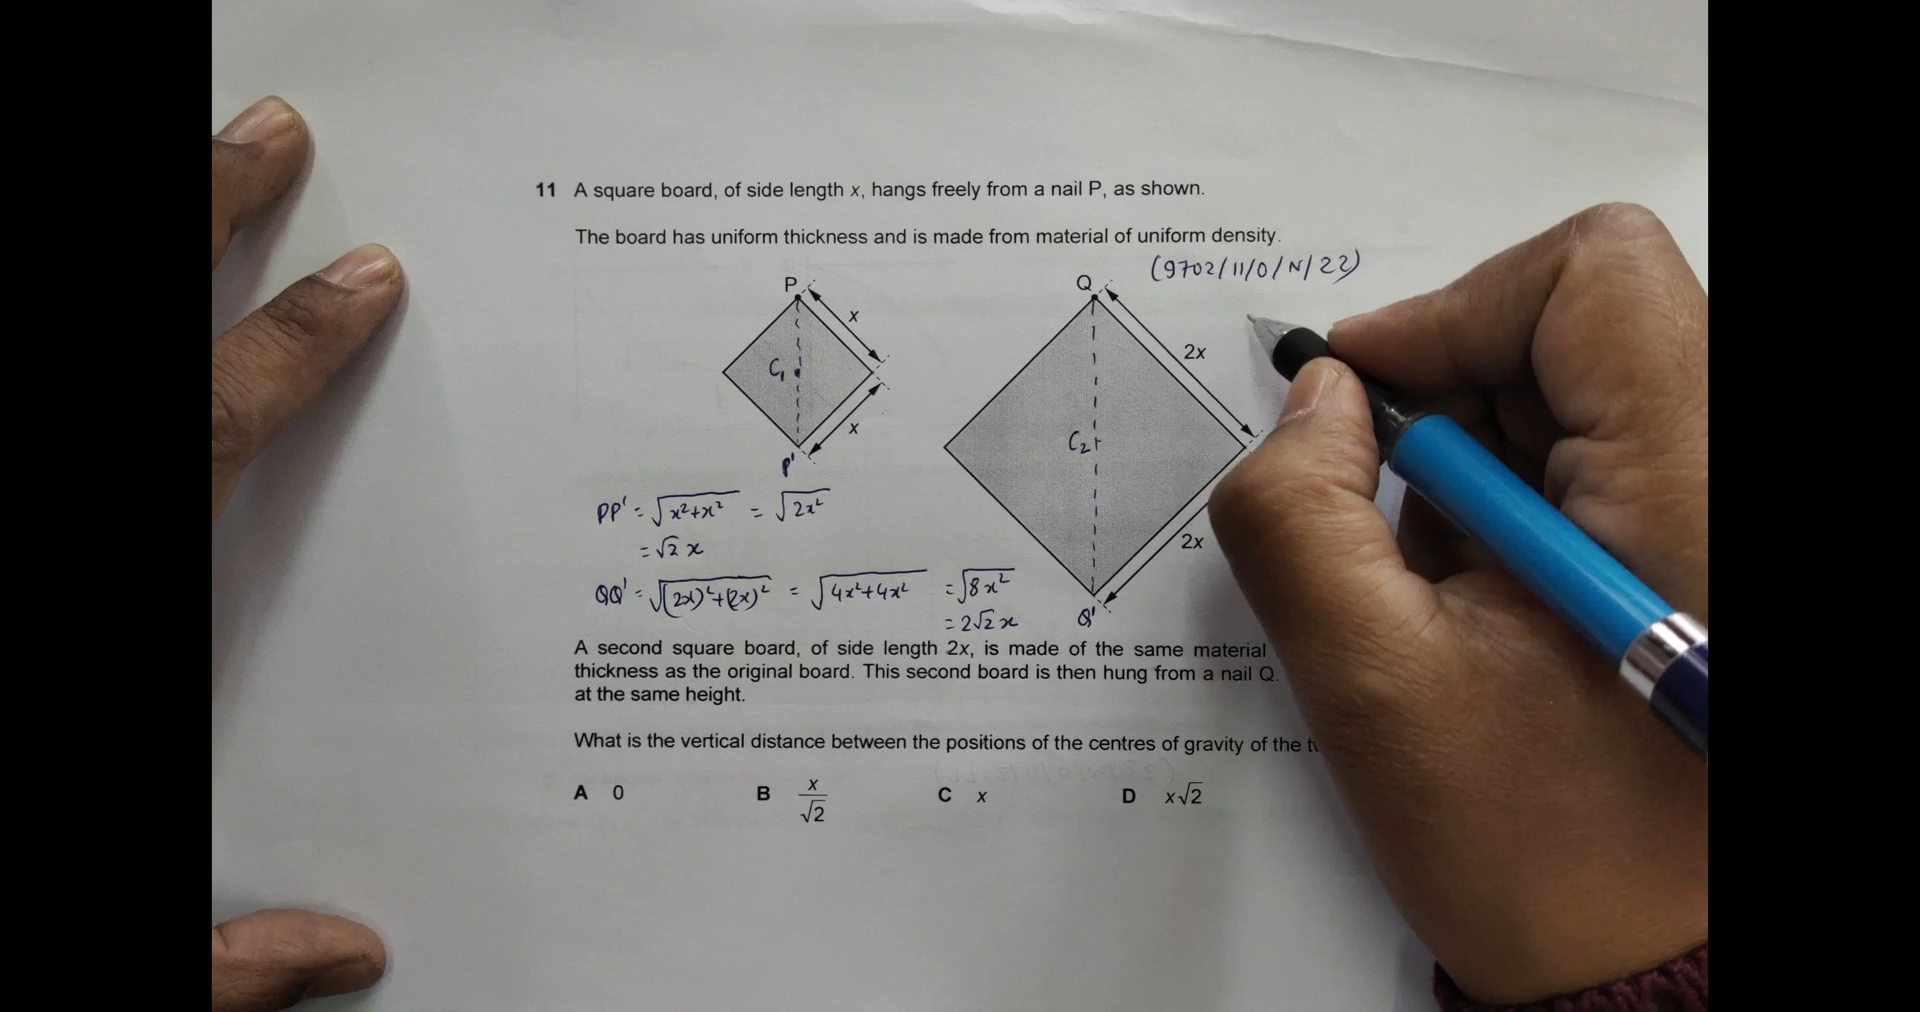 11 A square board, of side length x, hangs freely from a nail P, as shown.
The board has uniform thickness and is made from material of uniform density.
(9702/11/O/N/22)
P
Q
x
2x
C₁
C₂
x
P'
PP' = √x²+x² = √2x²
= √2 x
2x
QQ' = √(2x)²+(2x)² = √4x²+4x² = √8x²
= 2√2x
Q'
A second square board, of side length 2x, is made of the same material
thickness as the original board. This second board is then hung from a nail Q.
at the same height.
What is the vertical distance between the positions of the centres of gravity of the
A 0 B x/√2 C x D x√2